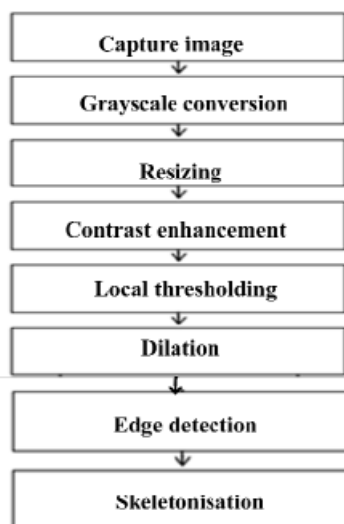 Capture image
Grayscale conversion
Resizing
Contrast enhancement
Local thresholding
Dilation
Edge detection
Skeletonisation